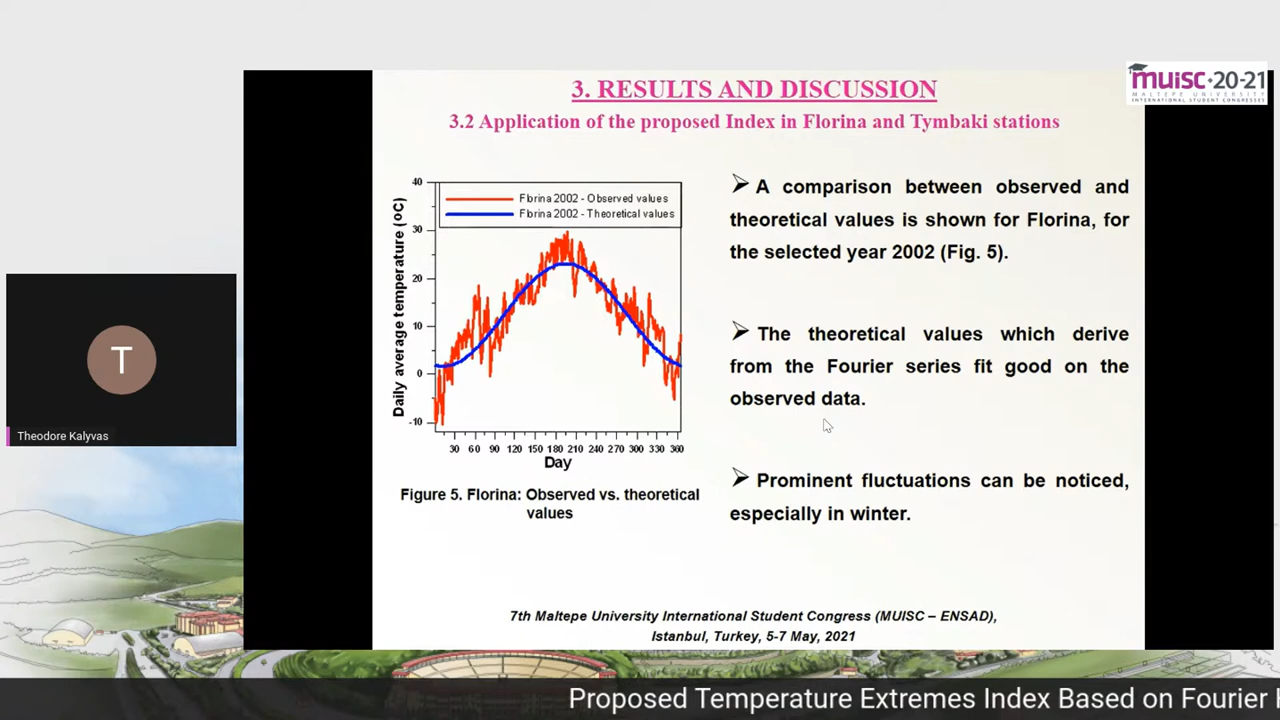 muisc·20-21
MALTEPE UNIVERSITY
INTERNATIONAL STUDENT CONGRESSES
3. RESULTS AND DISCUSSION
3.2 Application of the proposed Index in Florina and Tymbaki stations
40
30
20
10
0
-10
Daily average temperature (oC)
Florina 2002 - Observed values
Florina 2002 - Theoretical values
30 60 90 120 150 180 210 240 270 300 330 360
Day
Figure 5. Florina: Observed vs. theoretical
values
➢ A comparison between observed and
theoretical values is shown for Florina, for
the selected year 2002 (Fig. 5).
➢ The theoretical values which derive
from the Fourier series fit good on the
observed data.
➢ Prominent fluctuations can be noticed,
especially in winter.
T
Theodore Kalyvas
7th Maltepe University International Student Congress (MUISC – ENSAD),
Istanbul, Turkey, 5-7 May, 2021
Proposed Temperature Extremes Index Based on Fourier